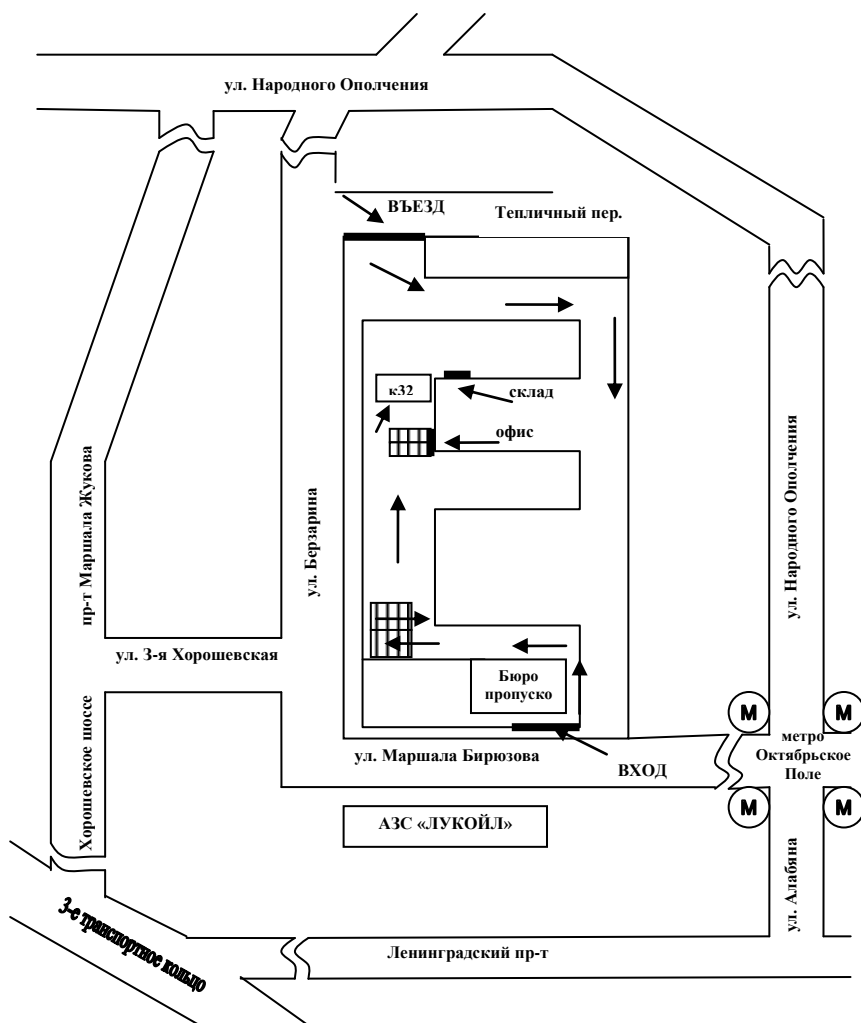 ул. Народного Ополчения
ВЪЕЗД
Тепличный пер.
к32
склад
офис
пр-т Маршала Жукова
ул. Берзарина
ул. Народного Ополчения
ул. 3-я Хорошевская
Бюро
пропуско
Хорошевское шоссе
ул. Маршала Бирюзова
ВХОД
М
М
метро
Октябрьское
Поле
М
М
АЗС «ЛУКОЙЛ»
ул. Алабяна
3-е транспортное кольцо
Ленинградский пр-т